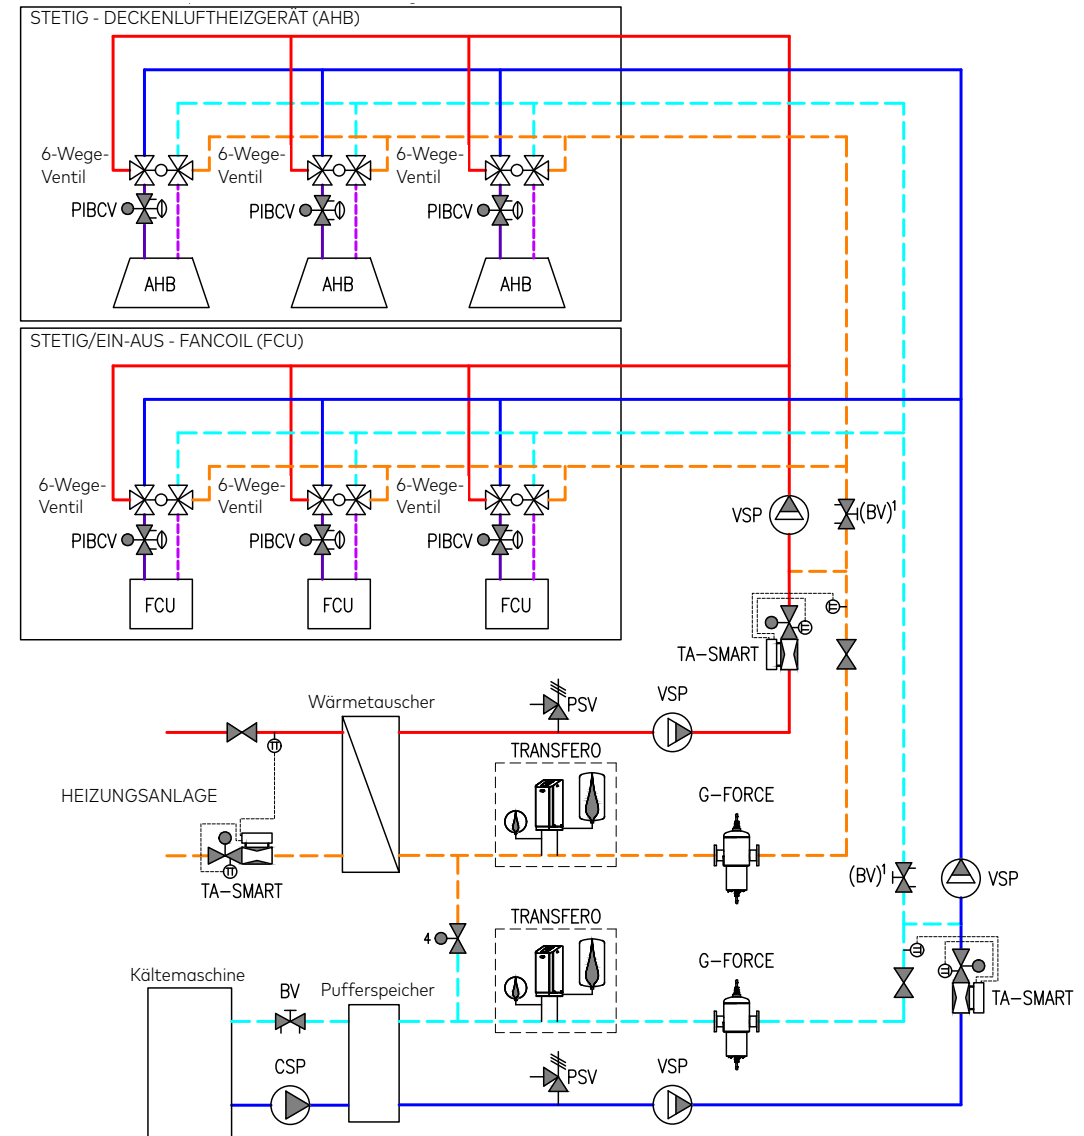 STETIG - DECKENLUFTHEIZGERÄT (AHB)
6-Wege-
Ventil
6-Wege-
Ventil
6-Wege-
Ventil
PIBCV
PIBCV
PIBCV
AHB
AHB
AHB
STETIG/EIN-AUS - FANCOIL (FCU)
6-Wege-
Ventil
6-Wege-
Ventil
6-Wege-
Ventil
PIBCV
PIBCV
PIBCV
FCU
FCU
FCU
VSP
(BV)¹
TA-SMART
Wärmetauscher
PSV
VSP
TRANSFERO
HEIZUNGSANLAGE
G-FORCE
TA-SMART
(BV)¹
VSP
TRANSFERO
4
G-FORCE
Kältemaschine
BV
Pufferspeicher
TA-SMART
CSP
PSV
VSP